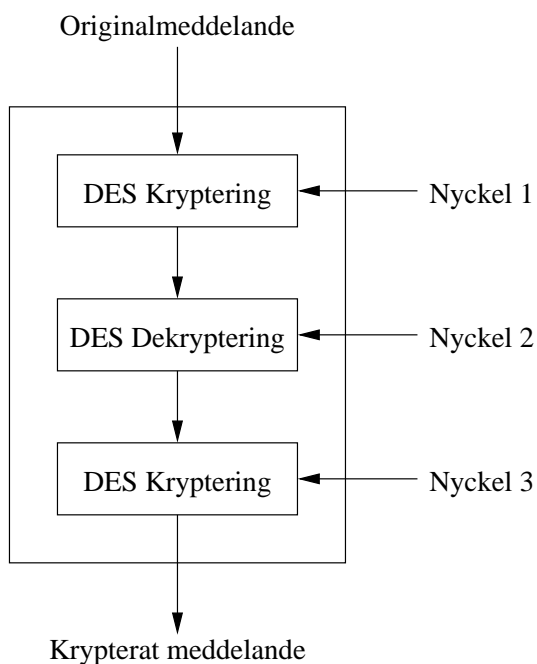 Originalmeddelande
DES Kryptering
Nyckel 1
DES Dekryptering
Nyckel 2
DES Kryptering
Nyckel 3
Krypterat meddelande